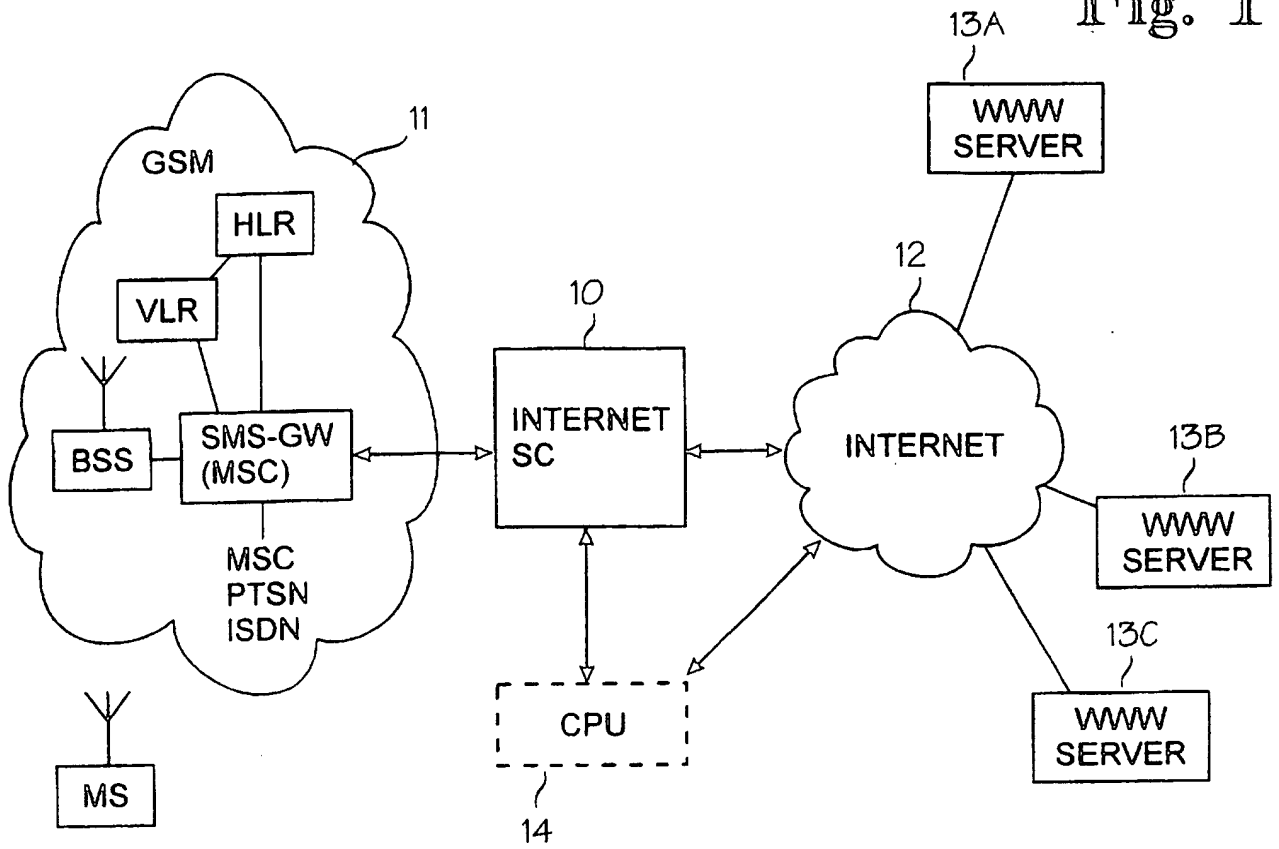 Fig. 1
13A
WWW
SERVER
11
GSM
HLR
VLR
12
10
BSS
SMS-GW
(MSC)
INTERNET
SC
INTERNET
13B
WWW
SERVER
MSC
PTSN
ISDN
13C
WWW
SERVER
CPU
MS
14